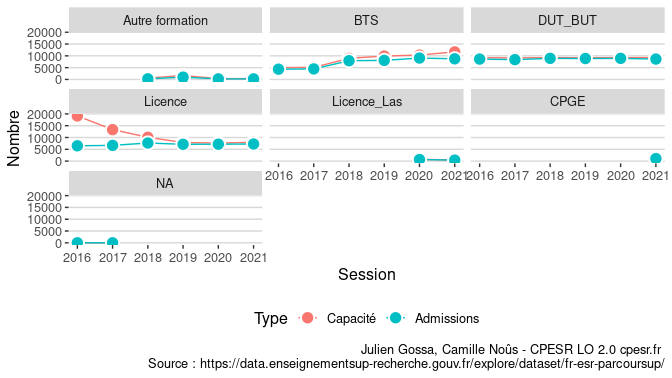 Autre formation
BTS
DUT_BUT
20000
15000
10000
5000
0
Licence
Licence_Las
CPGE
20000
15000
10000
5000
0
2016 2017 2018 2019 2020 2021
2016 2017 2018 2019 2020 2021
NA
20000
15000
10000
5000
0
2016 2017 2018 2019 2020 2021
Nombre
Session
Type Capacité Admissions
Julien Gossa, Camille Noûs - CPESR LO 2.0 cpesr.fr
Source : https://data.enseignementsup-recherche.gouv.fr/explore/dataset/fr-esr-parcoursup/